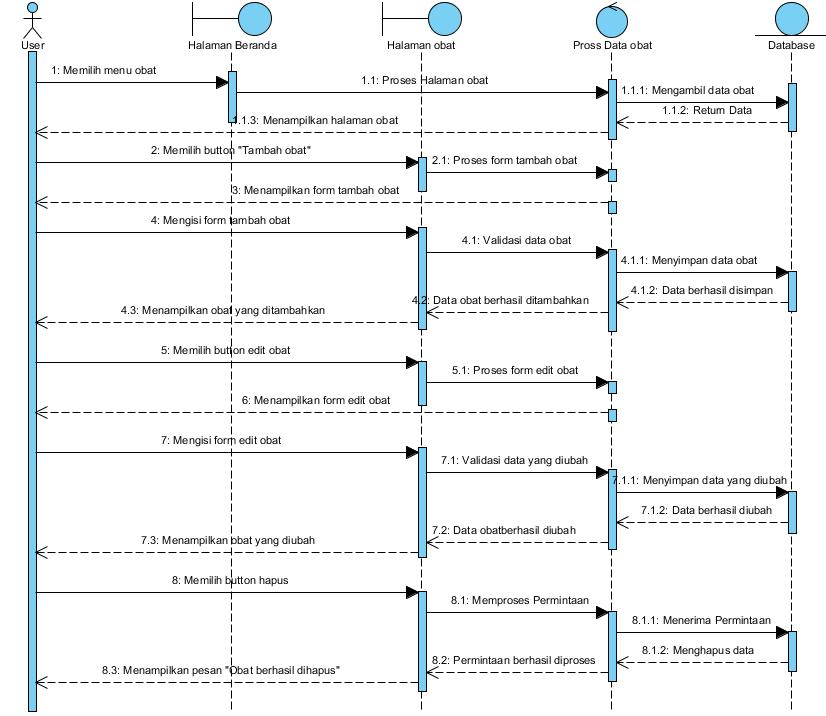 User
Halaman Beranda
Halaman obat
Pross Data obat
Database
1: Memilih menu obat
1.1: Proses Halaman obat
1.1.1: Mengambil data obat
1.1.2: Return Data
1.1.3: Menampilkan halaman obat
2: Memilih button "Tambah obat"
2.1: Proses form tambah obat
3: Menampilkan form tambah obat
4: Mengisi form tambah obat
4.1: Validasi data obat
4.1.1: Menyimpan data obat
4.1.2: Data berhasil disimpan
4.2: Data obat berhasil ditambahkan
4.3: Menampilkan obat yang ditambahkan
5: Memilih button edit obat
5.1: Proses form edit obat
6: Menampilkan form edit obat
7: Mengisi form edit obat
7.1: Validasi data yang diubah
7.1.1: Menyimpan data yang diubah
7.1.2: Data berhasil diubah
7.2: Data obatberhasil diubah
7.3: Menampilkan obat yang diubah
8: Memilih button hapus
8.1: Memproses Permintaan
8.1.1: Menerima Permintaan
8.1.2: Menghapus data
8.2: Permintaan berhasil diproses
8.3: Menampilkan pesan "Obat berhasil dihapus"